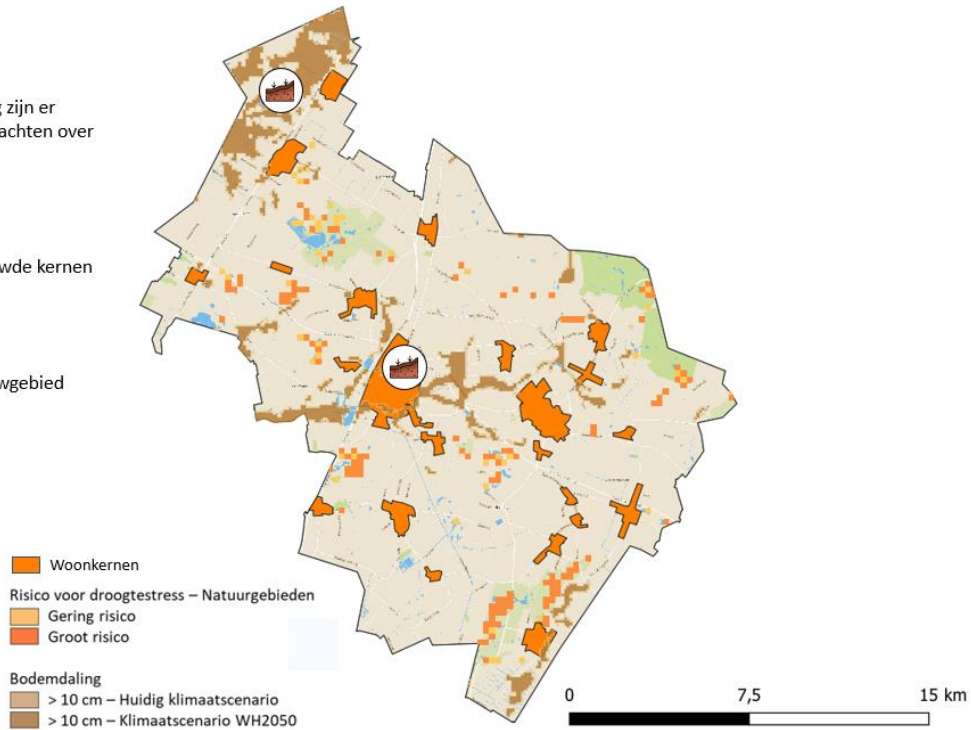 zijn er
achten over
wde kernen
wgebied
Woonkernen
Risico voor droogtestress – Natuurgebieden
Gering risico
Groot risico
Bodemdaling
> 10 cm – Huidig klimaatscenario
> 10 cm – Klimaatscenario WH2050
0 7,5 15 km